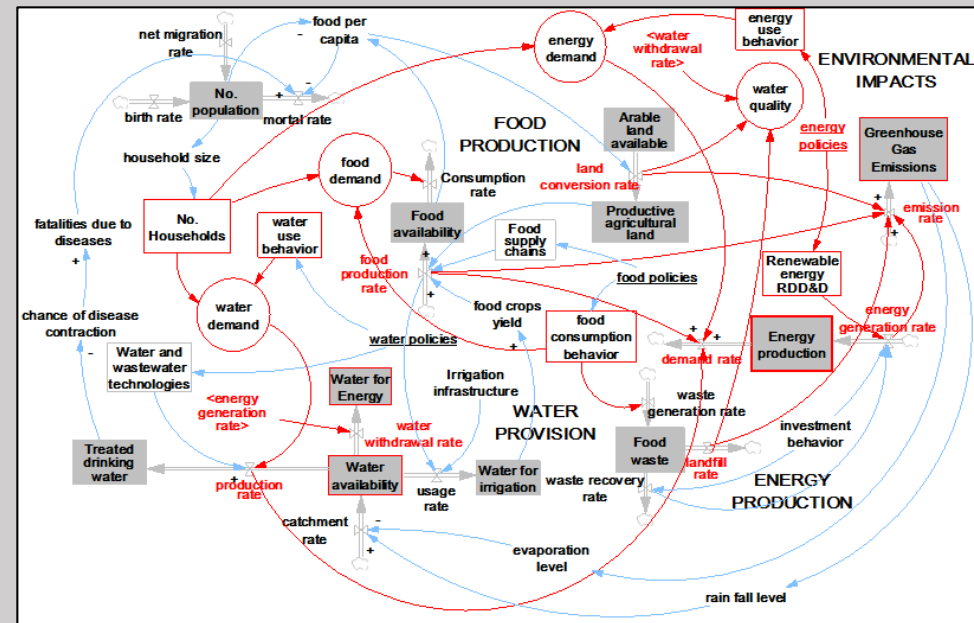 net migration
rate
food per
capita
-
energy
demand
energy
use behavior
<water
withdrawal
rate>
ENVIRONMENTAL
IMPACTS
No.
population
birth rate
+
-
mortal rate
water
quality
FOOD
PRODUCTION
Arable
land
available
energy
policies
Greenhouse
Gas
Emissions
household size
food
demand
Consumption
rate
land
conversion rate
+
emission
rate
+
fatalities due to
diseases
+
No.
Households
water
use
behavior
Food
availability
Productive
agricultural
land
Food
supply
chains
food
production
rate
+
+
food policies
Renewable
energy
RDD&D
water
demand
food crops
yield
food
consumption
behavior
energy
generation rate
chance of disease
contraction
-
water policies
+
+
demand rate
Energy
production
Water and
wastewater
technologies
Water for
Energy
Irrigation
infrastructure
waste
generation rate
<energy
generation
rate>
water
withdrawal rate
WATER
PROVISION
investment
behavior
Treated
drinking
water
+
production
rate
Water
availability
usage
rate
Water for
irrigation
Food
waste
landfill
rate
waste recovery
rate
ENERGY
PRODUCTION
catchment
rate
-
+
evaporation
level
rain fall level